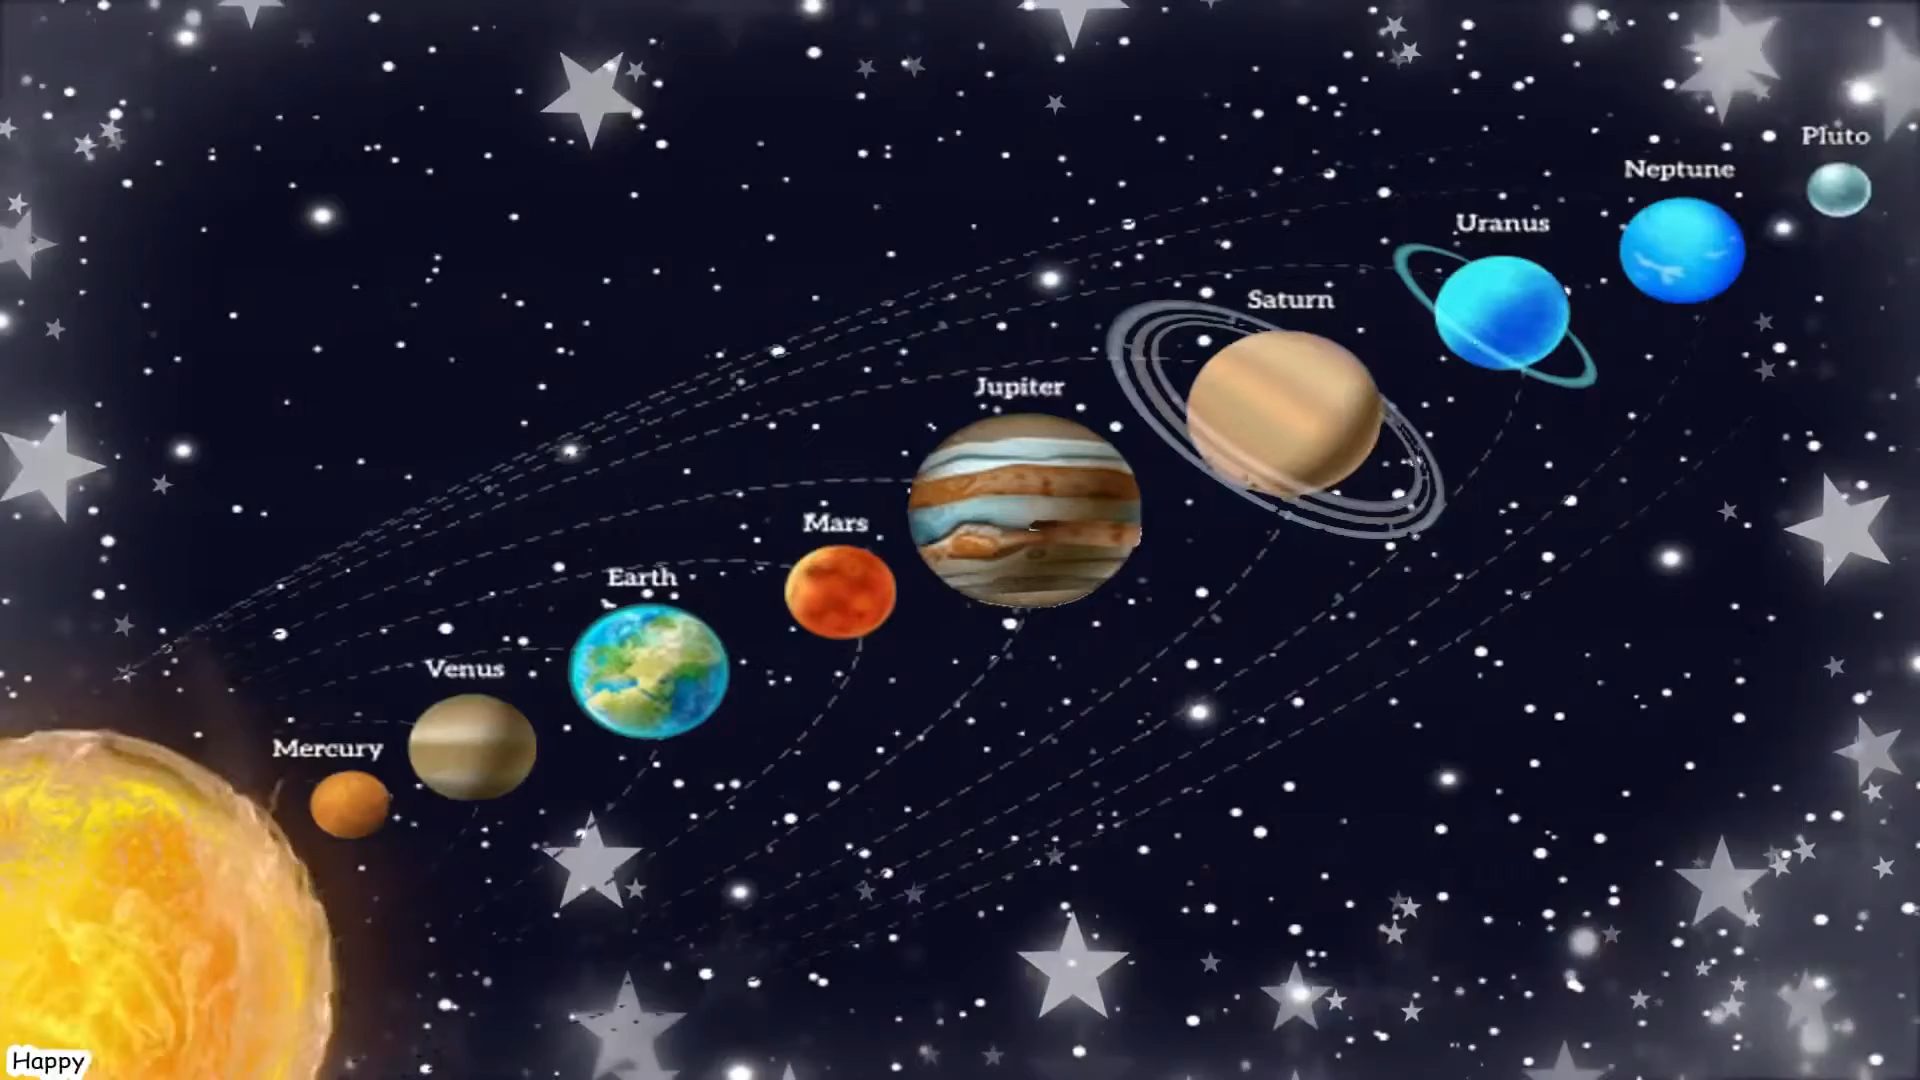 Pluto
Neptune
Uranus
Saturn
Jupiter
Mars
Earth
Venus
Mercury
Happy